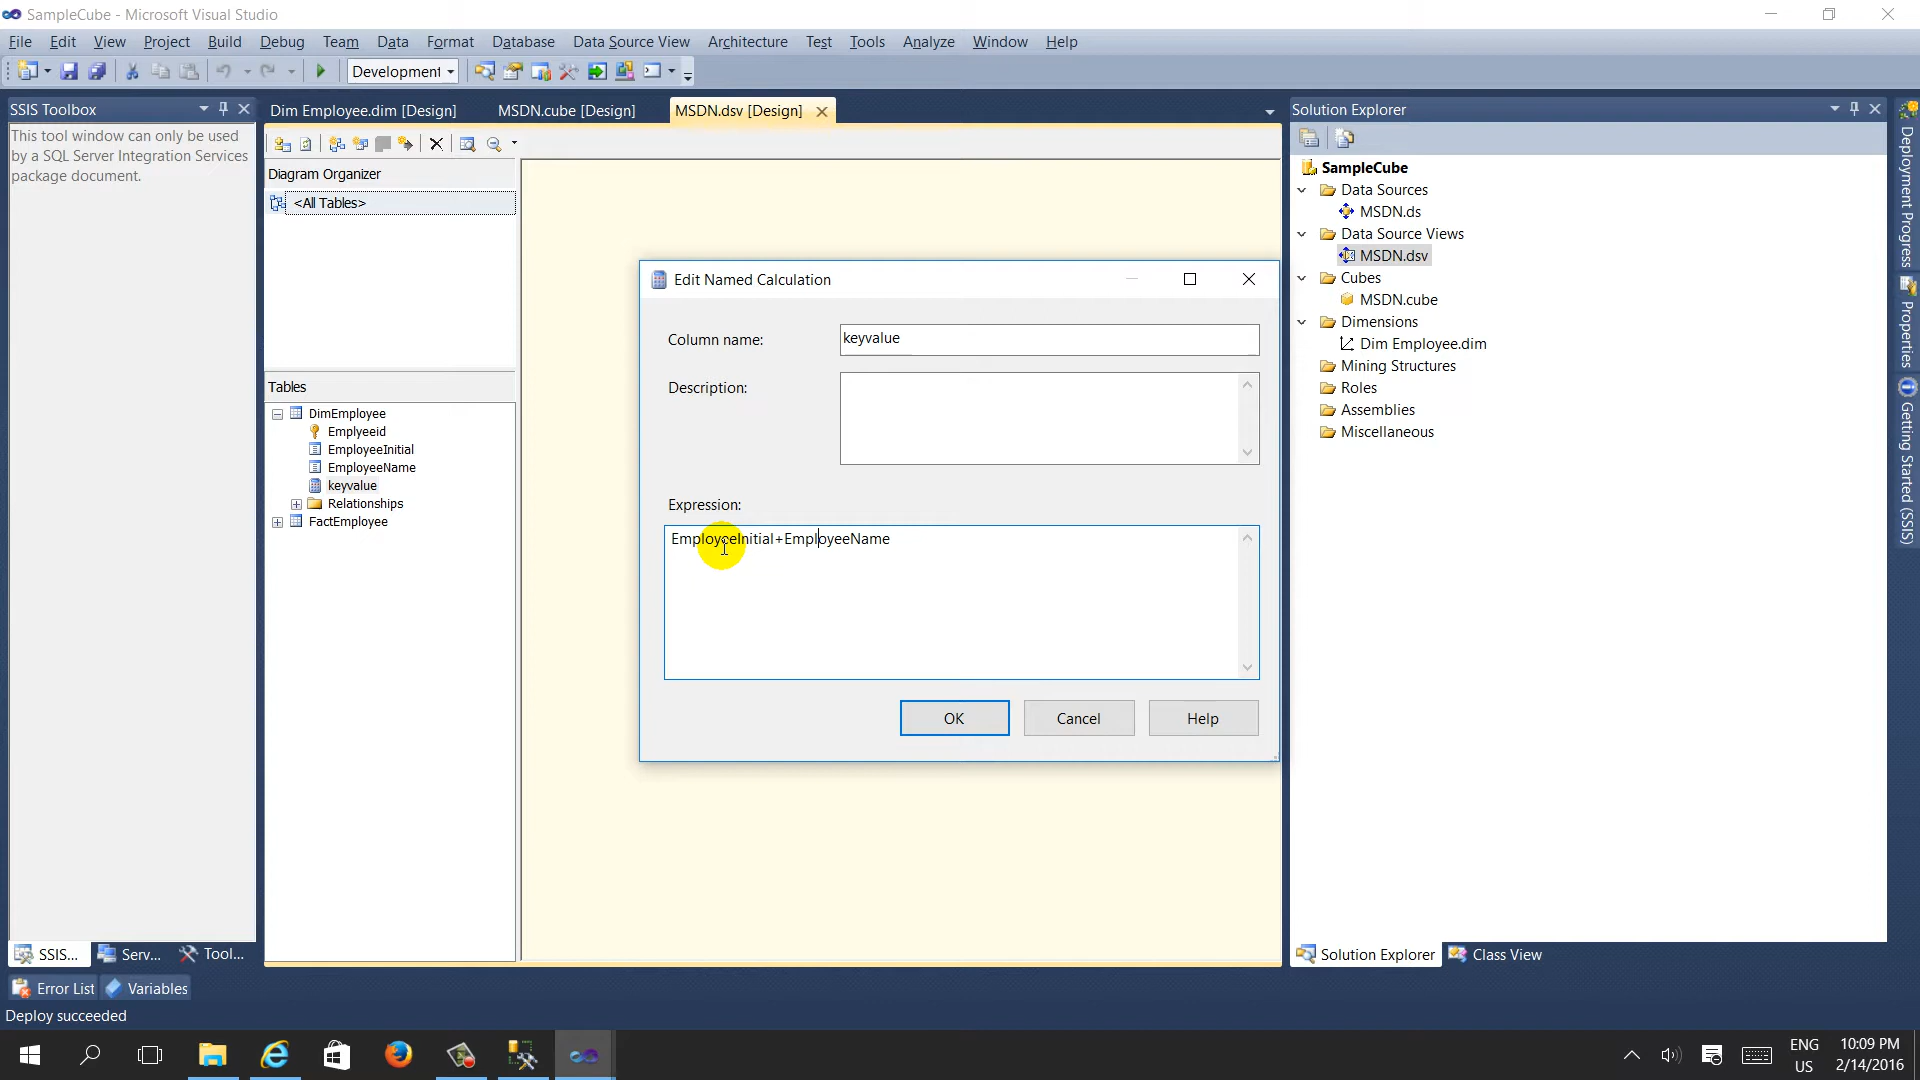 SampleCube - Microsoft Visual Studio
File Edit View Project Build Debug Team Data Format Database Data Source View Architecture Test Tools Analyze Window Help
Development
SSIS Toolbox
This tool window can only be used
by a SQL Server Integration Services
package document.
Dim Employee.dim [Design] MSDN.cube [Design] MSDN.dsv [Design]
Diagram Organizer
<All Tables>
Tables
DimEmployee
Emplyeeid
EmployeeInitial
EmployeeName
keyvalue
Relationships
FactEmployee
Edit Named Calculation
Column name: keyvalue
Description:
Expression:
EmployeeInitial+EmployeeName
OK Cancel Help
Solution Explorer
SampleCube
Data Sources
MSDN.ds
Data Source Views
MSDN.dsv
Cubes
MSDN.cube
Dimensions
Dim Employee.dim
Mining Structures
Roles
Assemblies
Miscellaneous
Deployment Progress
Properties
Getting Started (SSIS)
SSIS... Serv... Tool...
Solution Explorer Class View
Error List Variables
Deploy succeeded
ENG
US
10:09 PM
2/14/2016